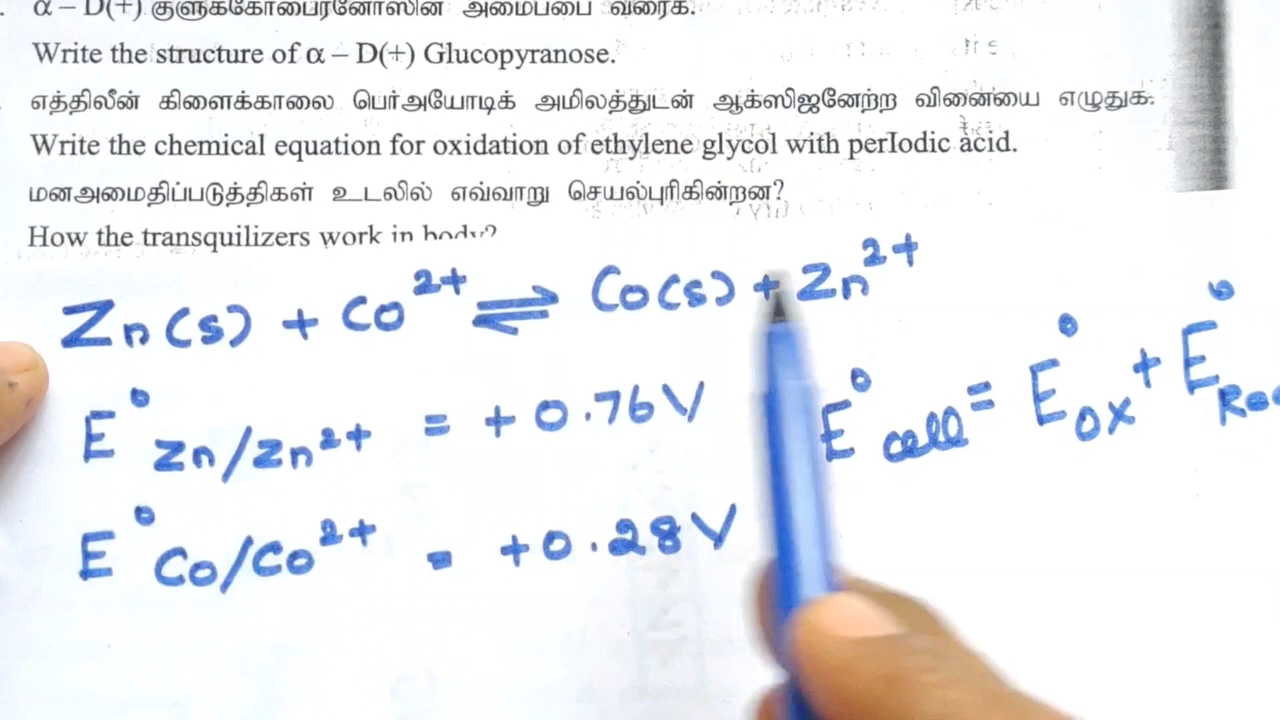 α – D(+) குளுக்கோபைரனோஸின் அமைப்பை வரைக.
Write the structure of α – D(+) Glucopyranose.
எத்திலீன் கிளைக்காலை பெர்அயோடிக் அமிலத்துடன் ஆக்ஸிஜனேற்ற வினையை எழுதுக.
Write the chemical equation for oxidation of ethylene glycol with perIodic acid.
மனஅமைதிப்படுத்திகள் உடலில் எவ்வாறு செயல்புரிகின்றன?
How the transquilizers work in body?
Zn(s) + Co²⁺ ⇌ Co(s) + Zn²⁺
E° Zn/Zn²⁺ = +0.76V
E° cell = E° ox + E°
E° Co/Co²⁺ = +0.28V